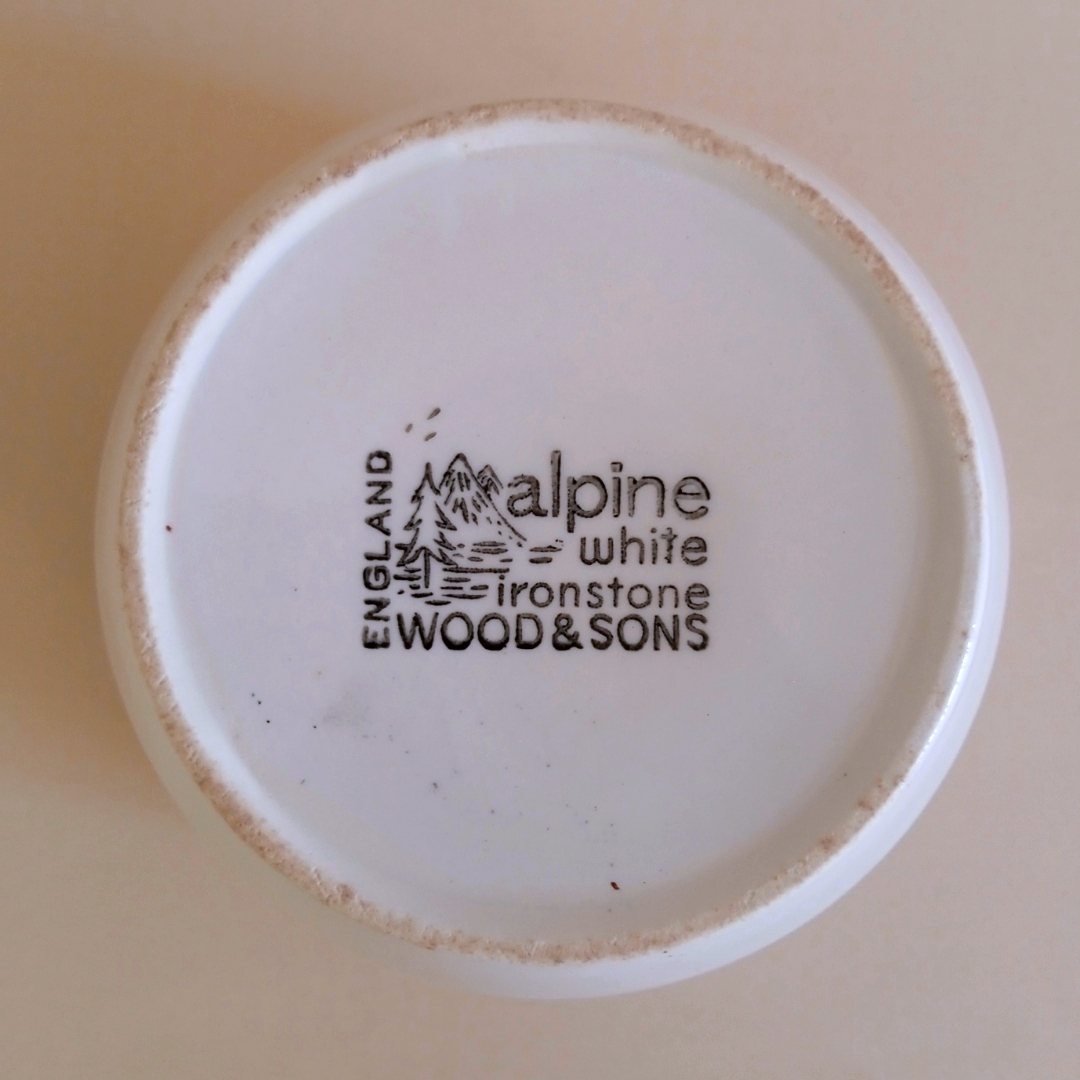 ENGLAND
alpine
white
ironstone
WOOD & SONS